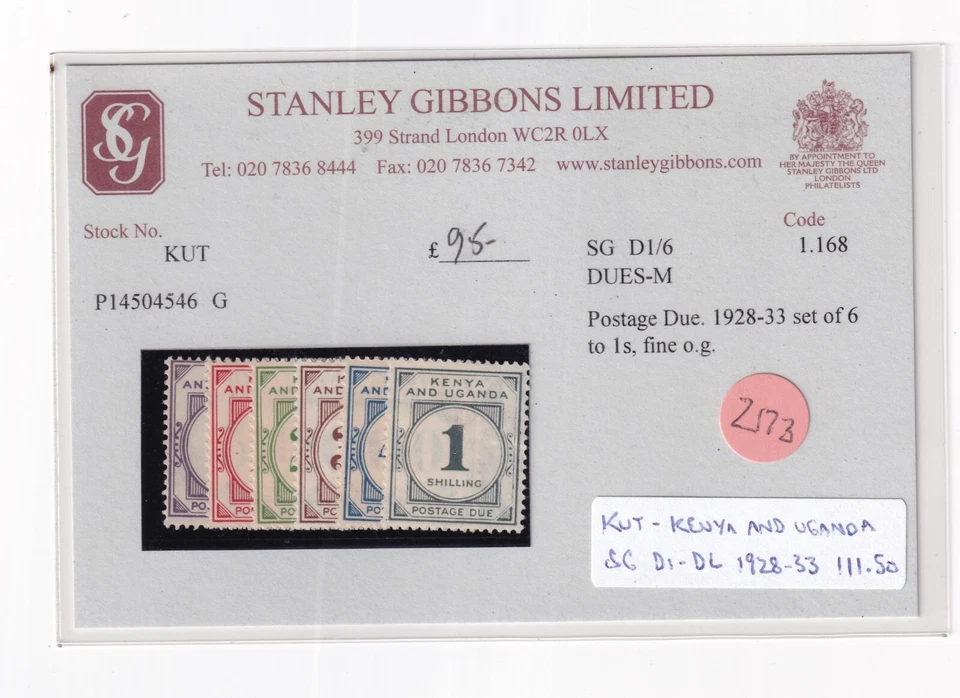 SG
STANLEY GIBBONS LIMITED
399 Strand London WC2R 0LX
Tel: 020 7836 8444 Fax: 020 7836 7342 www.stanleygibbons.com
BY APPOINTMENT TO
HER MAJESTY THE QUEEN
STANLEY GIBBONS LTD
LONDON
PHILATELISTS
Stock No.
KUT
£ 95-
SG D1/6
DUES-M
Code
1.168
P14504546 G
Postage Due. 1928-33 set of 6
to 1s, fine o.g.
KENYA
AND UGANDA
1
SHILLING
POSTAGE DUE
KUT - KENYA AND UGANDA
SG D1-D6 1928-33 111.50